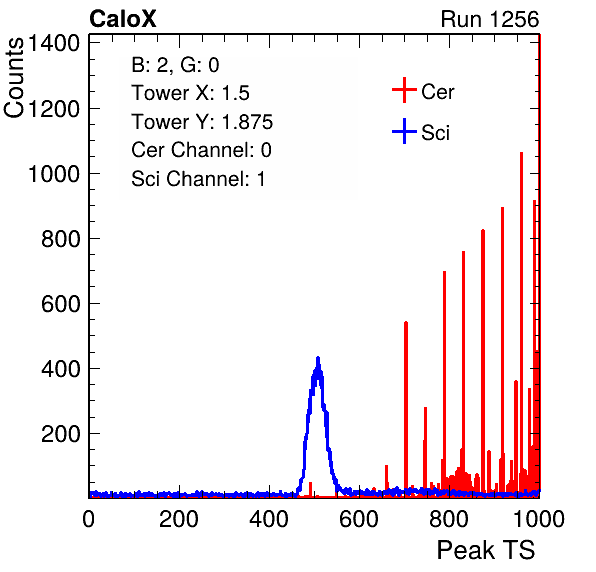 CaloX Run 1256
Counts
1400
1200
1000
800
600
400
200
B: 2, G: 0
Tower X: 1.5
Tower Y: 1.875
Cer Channel: 0
Sci Channel: 1
Cer
Sci
0 200 400 600 800 1000
Peak TS